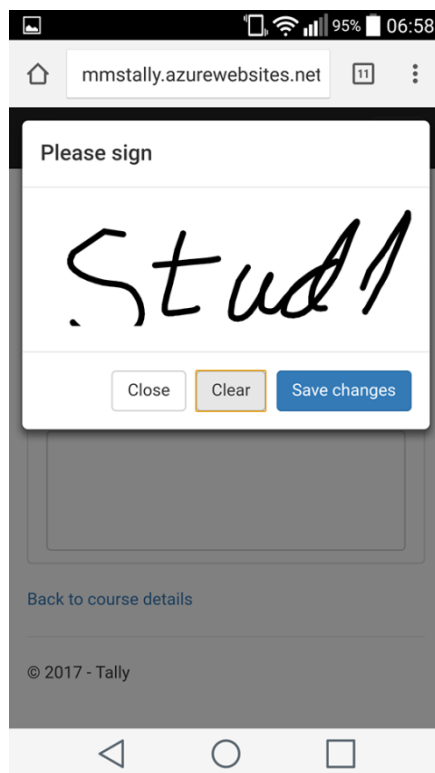 95% 06:58
mmstally.azurewebsites.net 11
Please sign
Stud1
Close Clear Save changes
Back to course details
© 2017 - Tally